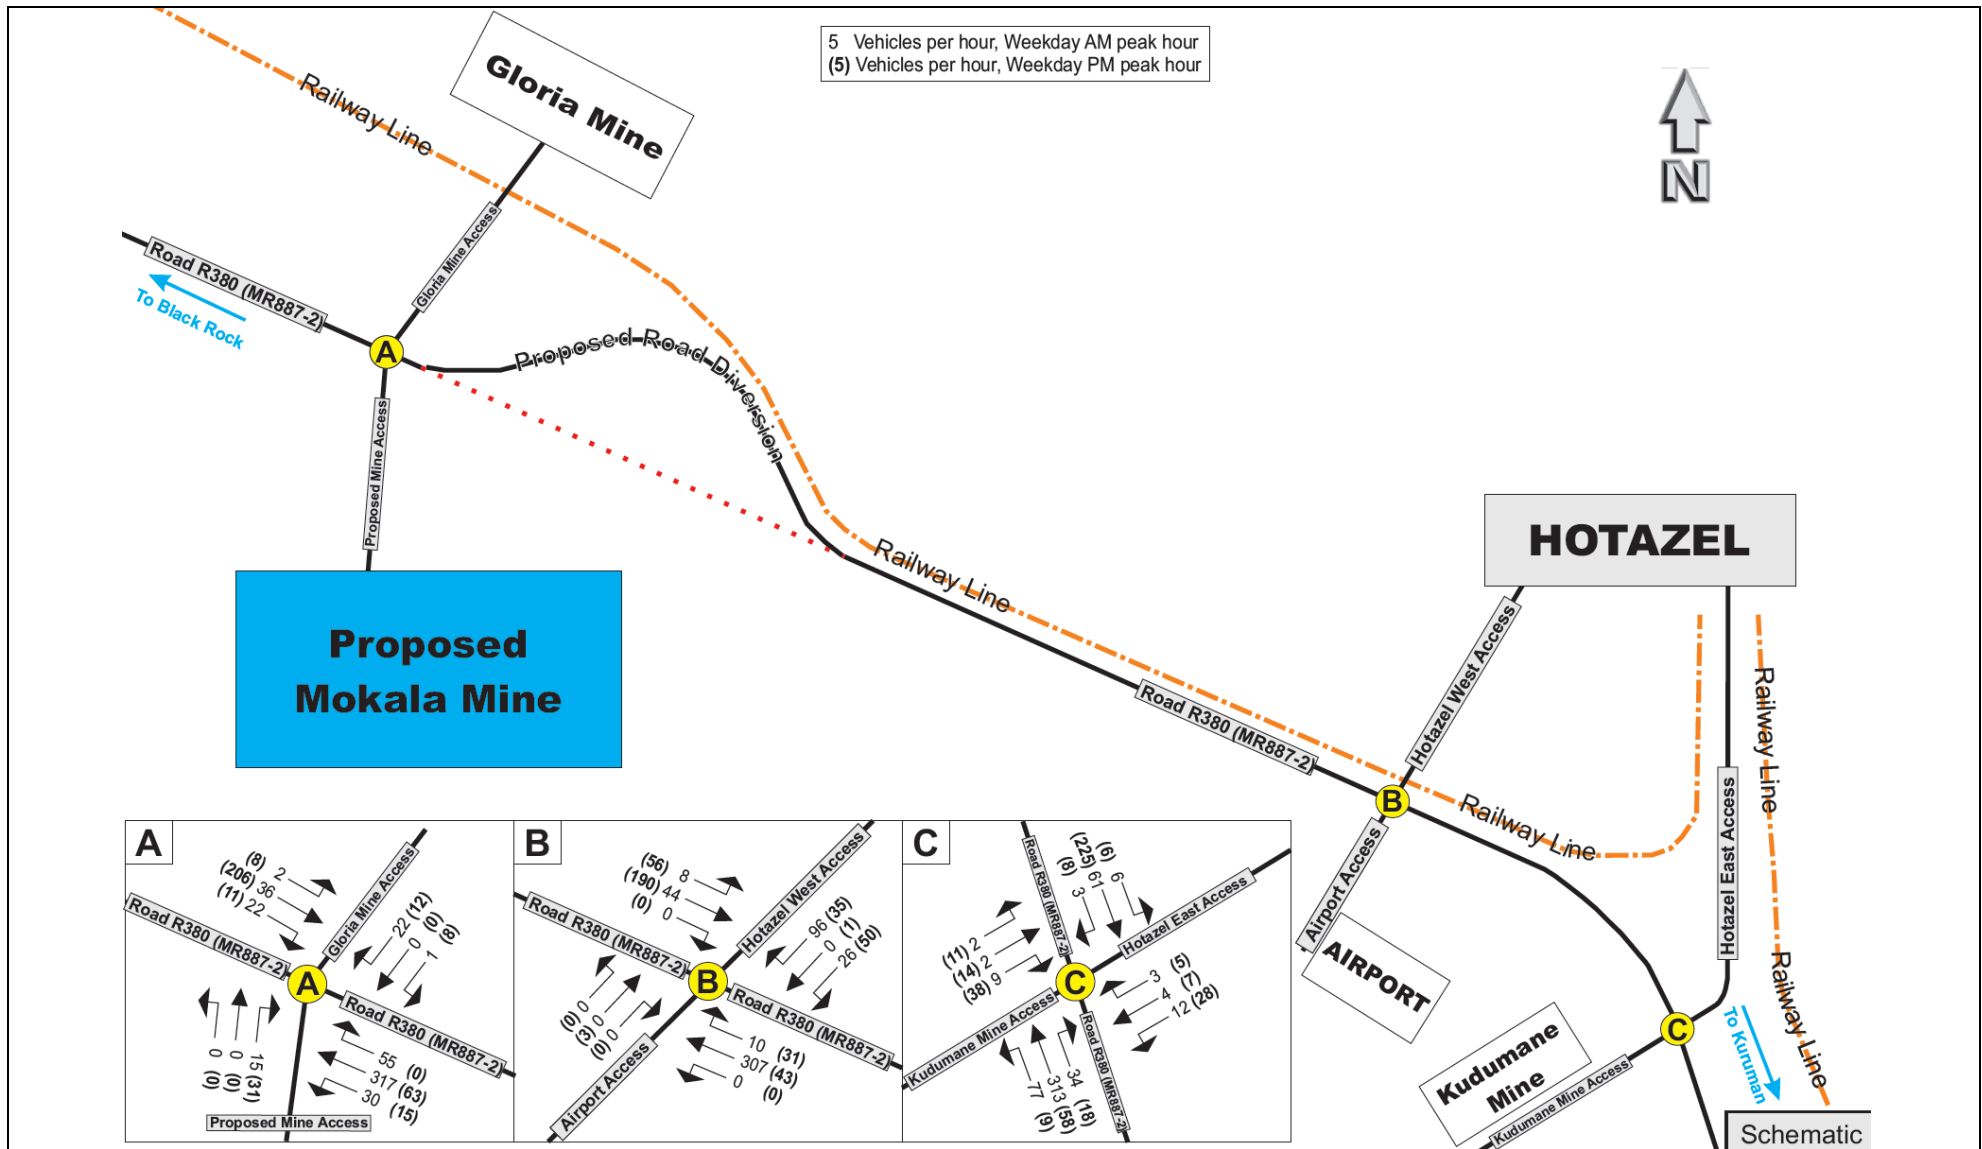 5 Vehicles per hour, Weekday AM peak hour
(5) Vehicles per hour, Weekday PM peak hour
N
Gloria Mine
Railway Line
Gloria Mine Access
Road R380 (MR887-2)
To Black Rock
A
Proposed Road Diversion
Proposed Mine Access
Proposed
Mokala Mine
Railway Line
HOTAZEL
Hotazel West Access
Road R380 (MR887-2)
B
Railway Line
Railway Line
Hotazel East Access
Airport Access
AIRPORT
Railway Line
C
To Kuruman
Kudumane
Mine
Kudumane Mine Access
Schematic
A
(8) 2
(206) 36
(11) 22
Road R380 (MR887-2)
Gloria Mine Access
22 (12)
0 (0)
1 (8)
A
Road R380 (MR887-2)
0 (0)
0 (0)
15 (31)
55 (0)
317 (63)
30 (15)
Proposed Mine Access
B
(56) 8
(190) 44
(0) 0
Road R380 (MR887-2)
Hotazel West Access
96 (35)
0 (1)
26 (50)
B
Road R380 (MR887-2)
(0) 0
(3) 0
(0) 0
10 (31)
307 (43)
0 (0)
Airport Access
C
Road R380 (MR887-2)
(8) 3
(225) 61
(6) 6
Hotazel East Access
(11) 2
(14) 2
(38) 9
C
3 (5)
4 (7)
12 (28)
Kudumane Mine Access
77 (9)
313 (58)
34 (18)
Road R380 (MR887-2)